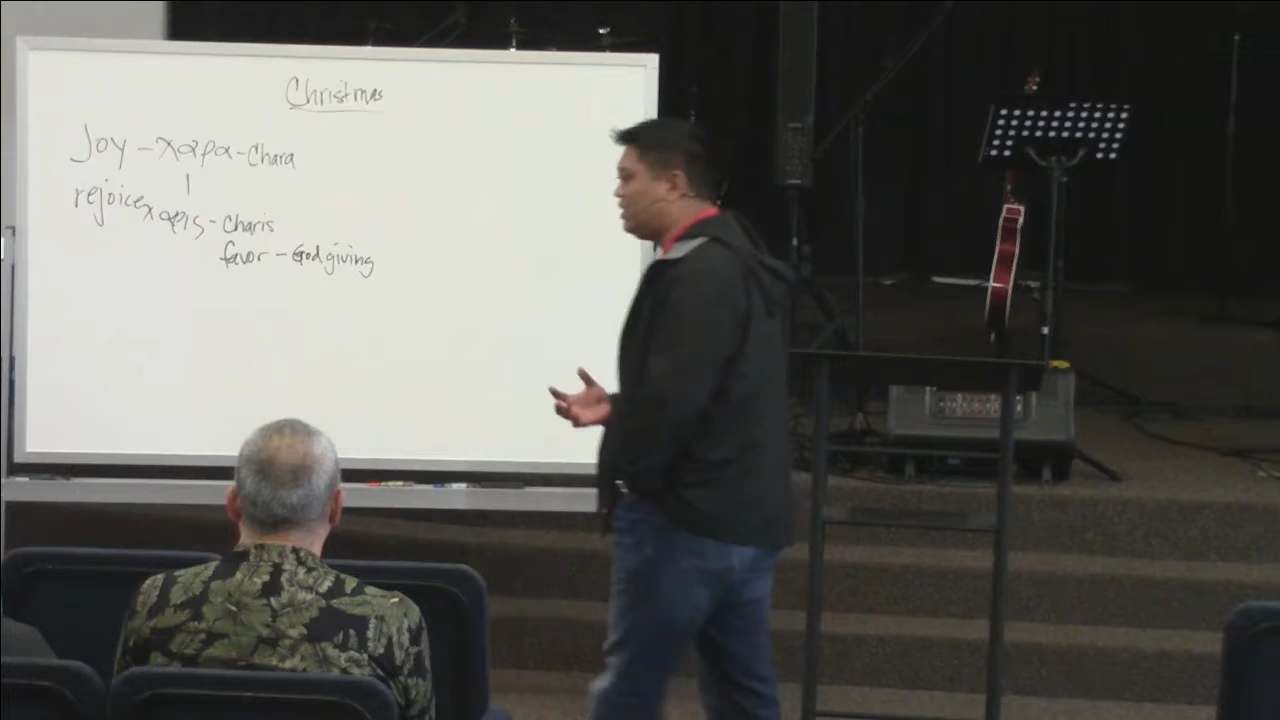 Christmas
Joy - χαρα - Chara
rejoice χαρις - Charis
favor - God giving